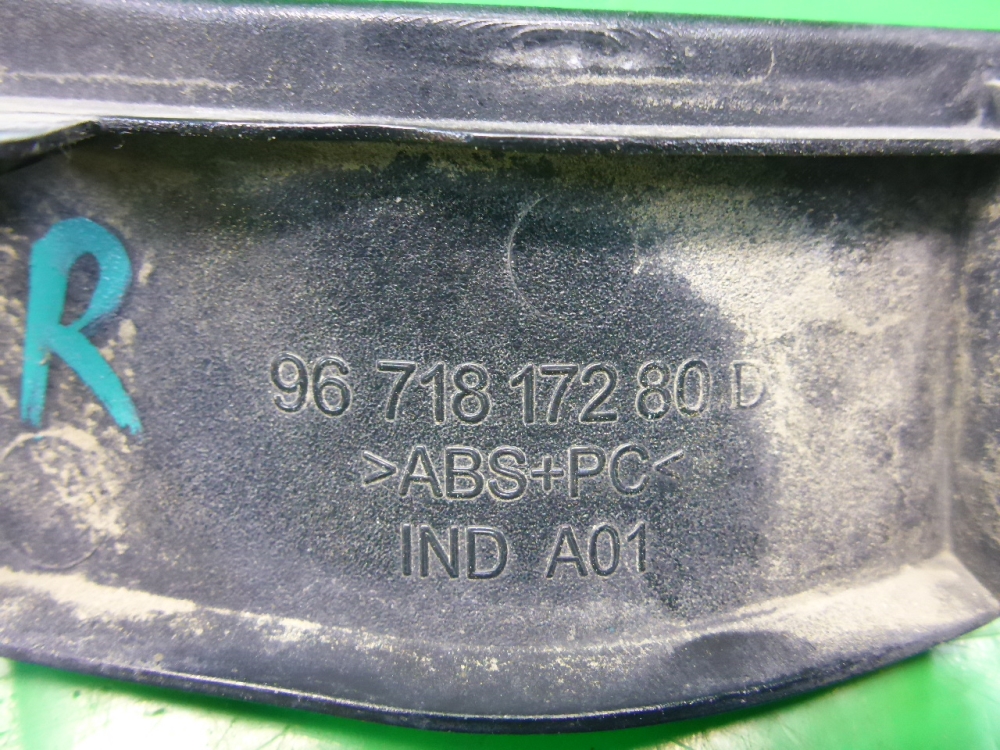 R
96 718 172 80 D
>ABS+PC<
IND A01